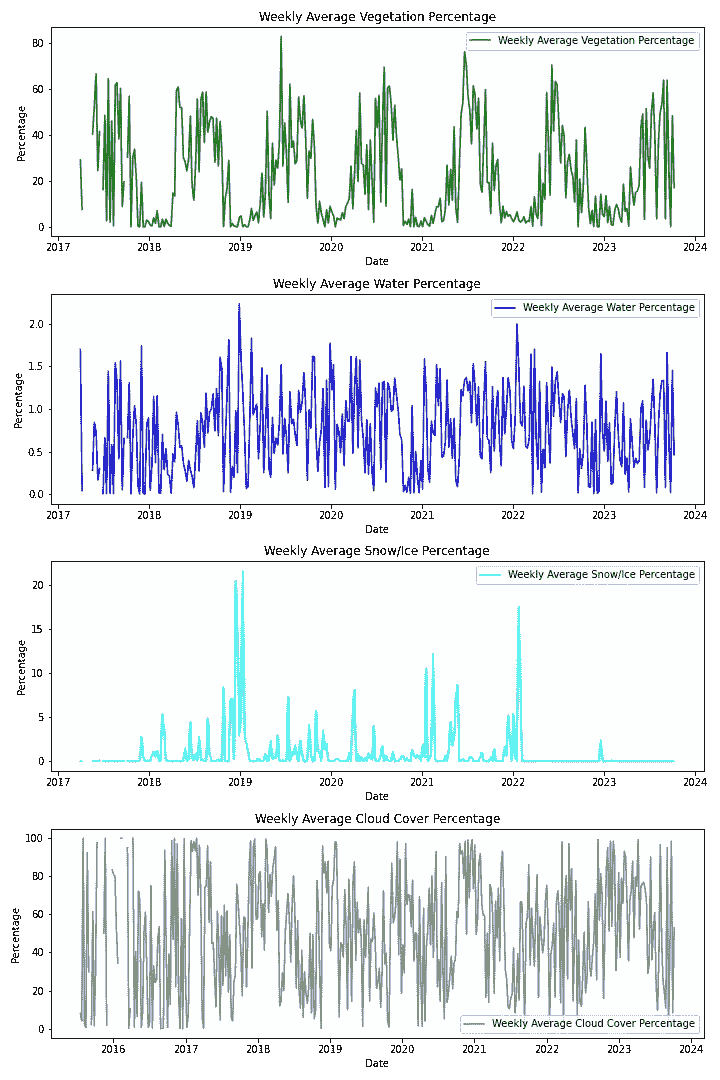 Weekly Average Vegetation Percentage
Weekly Average Vegetation Percentage
Percentage
80
60
40
20
0
2017 2018 2019 2020 2021 2022 2023 2024
Date
Weekly Average Water Percentage
Weekly Average Water Percentage
Percentage
2.0
1.5
1.0
0.5
0.0
2017 2018 2019 2020 2021 2022 2023 2024
Date
Weekly Average Snow/Ice Percentage
Weekly Average Snow/Ice Percentage
Percentage
20
15
10
5
0
2017 2018 2019 2020 2021 2022 2023 2024
Date
Weekly Average Cloud Cover Percentage
Percentage
100
80
60
40
20
0
Weekly Average Cloud Cover Percentage
2016 2017 2018 2019 2020 2021 2022 2023 2024
Date